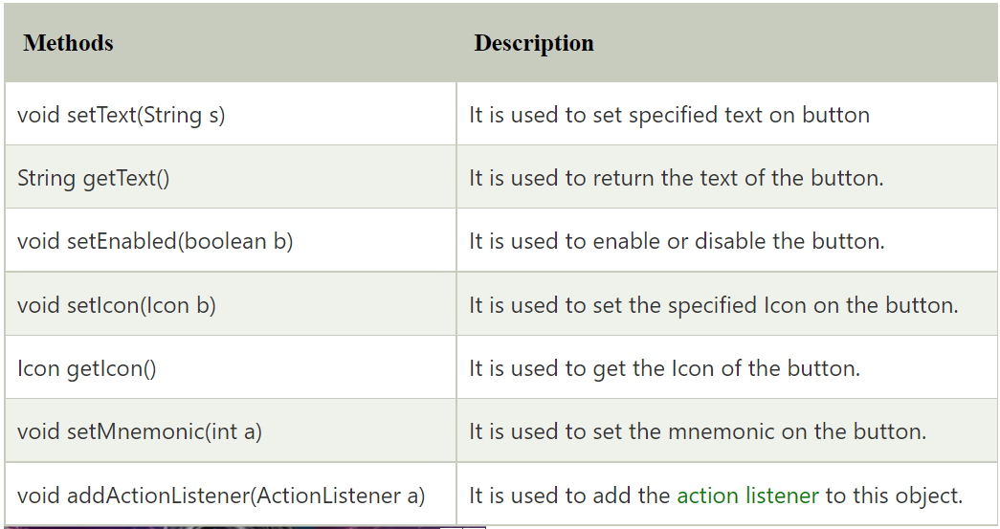 Methods Description
void setText(String s) It is used to set specified text on button
String getText() It is used to return the text of the button.
void setEnabled(boolean b) It is used to enable or disable the button.
void setIcon(Icon b) It is used to set the specified Icon on the button.
Icon getIcon() It is used to get the Icon of the button.
void setMnemonic(int a) It is used to set the mnemonic on the button.
void addActionListener(ActionListener a) It is used to add the action listener to this object.